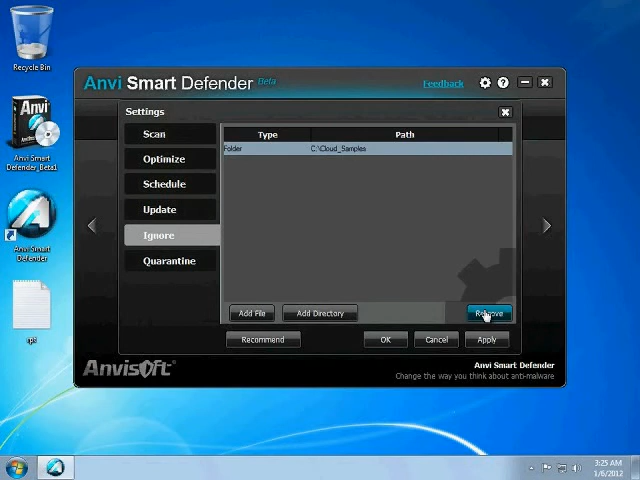 Recycle Bin
Anvi Smart Defender Beta
Feedback
Settings
Scan
Optimize
Schedule
Update
Ignore
Quarantine
Type Path
Folder C:\Cloud_Samples
Add File
Add Directory
Remove
Recommend
OK
Cancel
Apply
Anvisoft
Anvi Smart Defender
Change the way you think about anti-malware
Anvi
Anvi Smart
Defender_Beta1
Anvi Smart
Defender
3:25 AM
1/6/2012